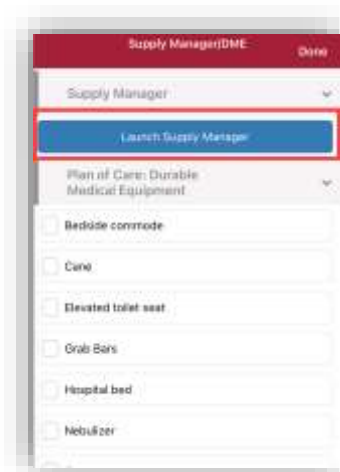 Supply Manager/DME
Done
Supply Manager
Launch Supply Manager
Plan of Care: Durable
Medical Equipment
Bedside commode
Cane
Elevated toilet seat
Grab Bars
Hospital bed
Nebulizer